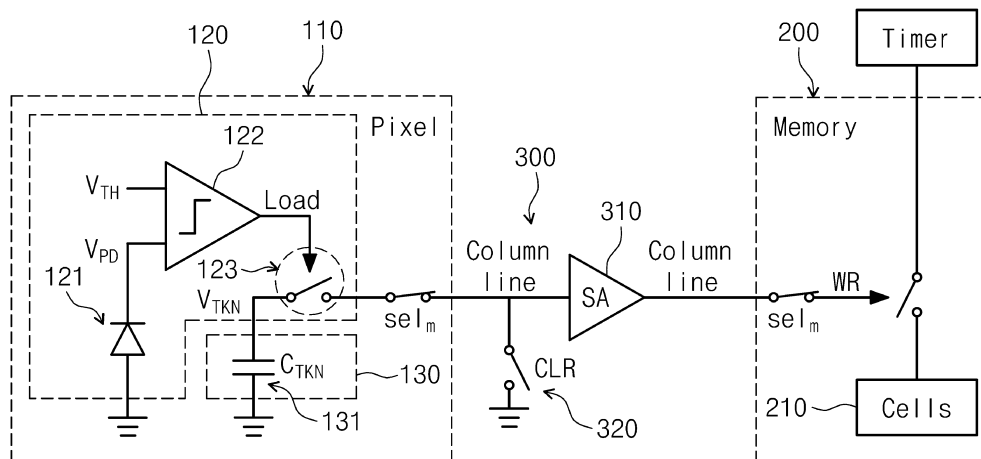 Timer
120
110
200
Pixel
Memory
122
300
V_TH
Load
310
V_PD
123
Column
line
Column
line
121
V_TKN
SA
WR
sel_m
sel_m
C_TKN
130
CLR
131
320
210
Cells